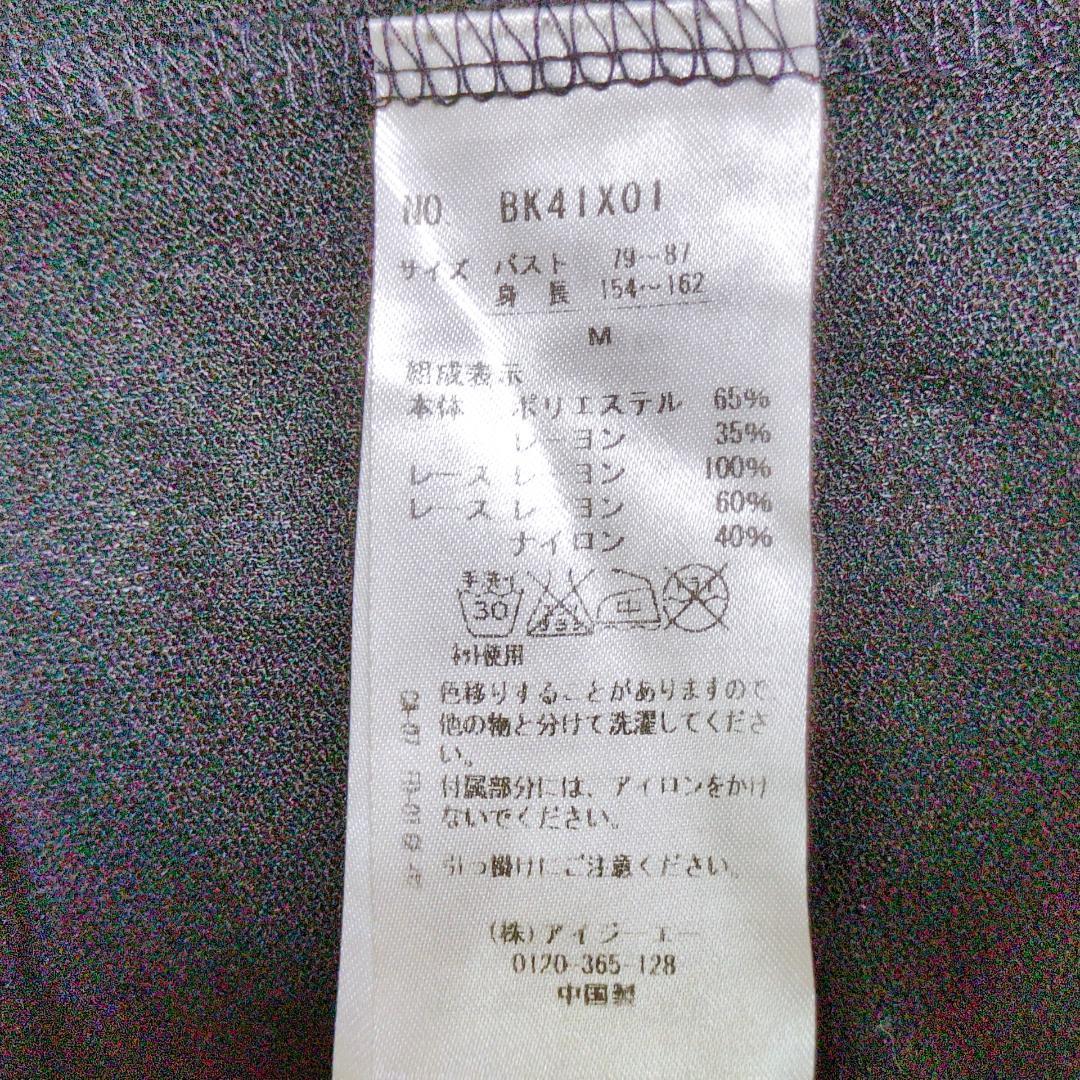 NO BK41X01
サイズ バスト 79~87
身長 154~162
M
組成表示
本体 ポリエステル 65%
レーヨン 35%
レース レーヨン 100%
レース レーヨン 60%
ナイロン 40%
手洗イ
30
中
ネット使用
色移りすることがありますので
他の物と分けて洗濯してくださ
い。
付属部分には、アイロンをかけ
ないでください。
引っ掛けにご注意ください。
(株)アイジーエー
0120-365-128
中国製